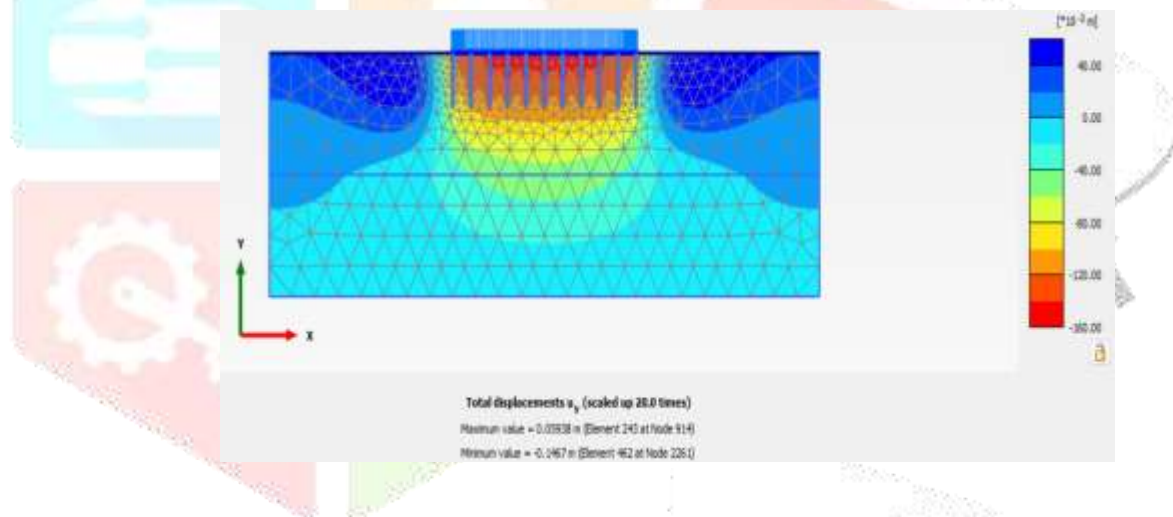 [*10⁻³ m]
40.00
0.00
-40.00
-80.00
-120.00
-160.00
Y
X
Total displacements uy (scaled up 20.0 times)
Maximum value = 0.05938 m (Element 243 at Node 914)
Minimum value = -0.1467 m (Element 462 at Node 2261)